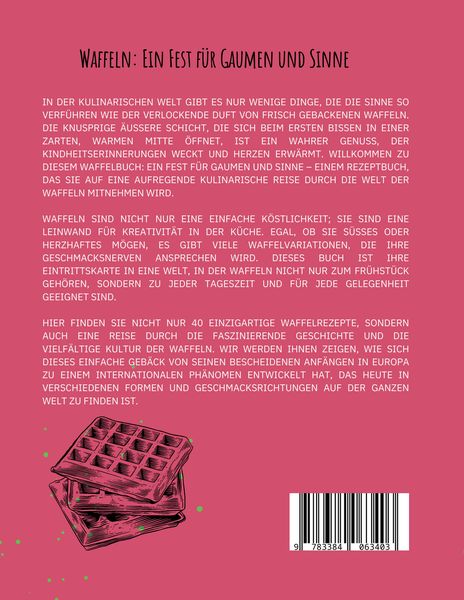 Waffeln: Ein Fest für Gaumen und Sinne
IN DER KULINARISCHEN WELT GIBT ES NUR WENIGE DINGE, DIE DIE SINNE SO
VERFÜHREN WIE DER VERLOCKENDE DUFT VON FRISCH GEBACKENEN WAFFELN.
DIE KNUSPRIGE ÄUSSERE SCHICHT, DIE SICH BEIM ERSTEN BISSEN IN EINER
ZARTEN, WARMEN MITTE ÖFFNET, IST EIN WAHRER GENUSS, DER
KINDHEITSERINNERUNGEN WECKT UND HERZEN ERWÄRMT. WILLKOMMEN ZU
DIESEM WAFFELBUCH: EIN FEST FÜR GAUMEN UND SINNE – EINEM REZEPTBUCH,
DAS SIE AUF EINE AUFREGENDE KULINARISCHE REISE DURCH DIE WELT DER
WAFFELN MITNEHMEN WIRD.
WAFFELN SIND NICHT NUR EINE EINFACHE KÖSTLICHKEIT; SIE SIND EINE
LEINWAND FÜR KREATIVITÄT IN DER KÜCHE. EGAL, OB SIE SÜSSES ODER
HERZHAFTES MÖGEN, ES GIBT VIELE WAFFELVARIATIONEN, DIE IHRE
GESCHMACKSNERVEN ANSPRECHEN WIRD. DIESES BUCH IST IHRE
EINTRITTSKARTE IN EINE WELT, IN DER WAFFELN NICHT NUR ZUM FRÜHSTÜCK
GEHÖREN, SONDERN ZU JEDER TAGESZEIT UND FÜR JEDE GELEGENHEIT
GEEIGNET SIND.
HIER FINDEN SIE NICHT NUR 40 EINZIGARTIGE WAFFELREZEPTE, SONDERN
AUCH EINE REISE DURCH DIE FASZINIERENDE GESCHICHTE UND DIE
VIELFÄLTIGE KULTUR DER WAFFELN. WIR WERDEN IHNEN ZEIGEN, WIE SICH
DIESES EINFACHE GEBÄCK VON SEINEN BESCHEIDENEN ANFÄNGEN IN EUROPA
ZU EINEM INTERNATIONALEN PHÄNOMEN ENTWICKELT HAT, DAS HEUTE IN
VERSCHIEDENEN FORMEN UND GESCHMACKSRICHTUNGEN AUF DER GANZEN
WELT ZU FINDEN IST.
9 783384 063403